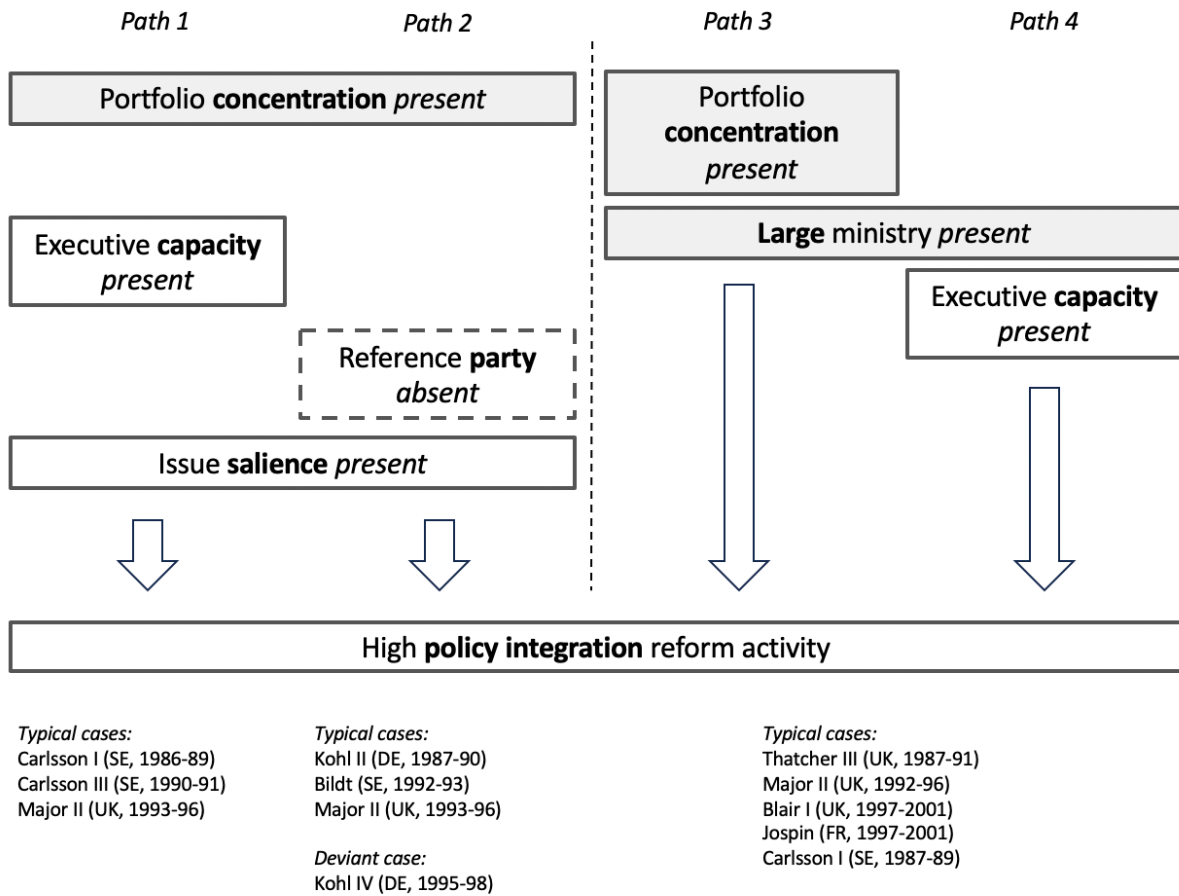 Path 1
Path 2
Path 3
Path 4
Portfolio concentration present
Portfolio
concentration
present
Large ministry present
Executive capacity
present
Executive capacity
present
Reference party
absent
Issue salience present
High policy integration reform activity
Typical cases:
Carlsson I (SE, 1986-89)
Carlsson III (SE, 1990-91)
Major II (UK, 1993-96)
Typical cases:
Kohl II (DE, 1987-90)
Bildt (SE, 1992-93)
Major II (UK, 1993-96)
Deviant case:
Kohl IV (DE, 1995-98)
Typical cases:
Thatcher III (UK, 1987-91)
Major II (UK, 1992-96)
Blair I (UK, 1997-2001)
Jospin (FR, 1997-2001)
Carlsson I (SE, 1987-89)